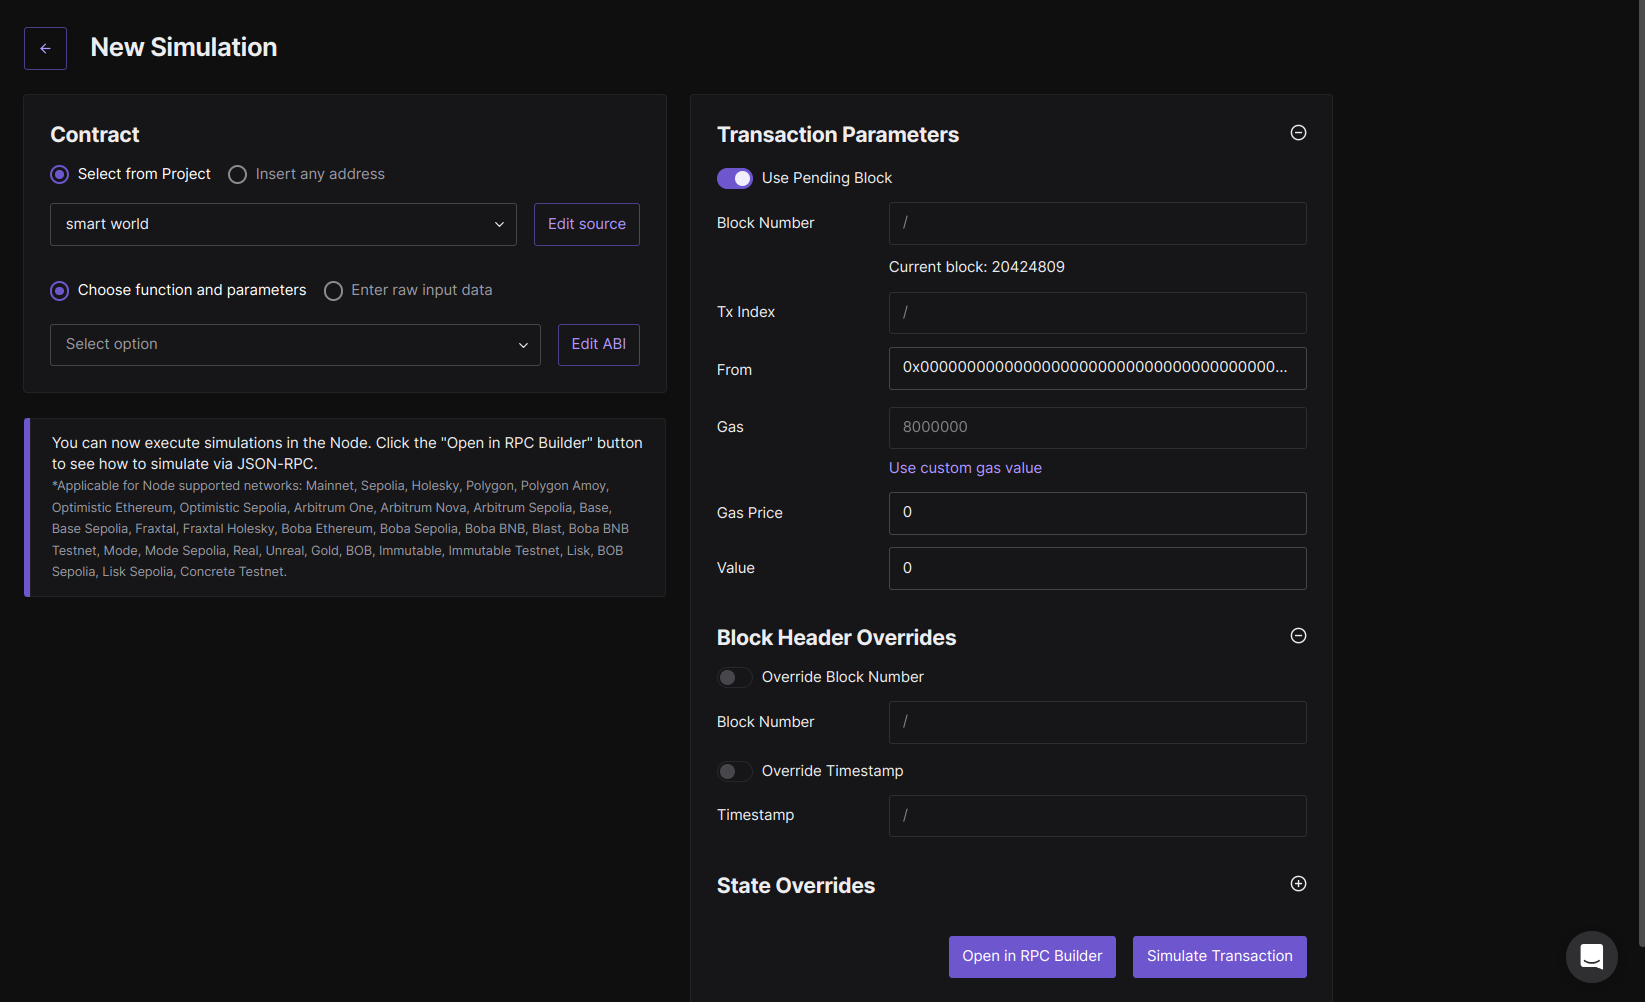 New Simulation
Contract
Select from Project
Insert any address
smart world
Edit source
Choose function and parameters
Enter raw input data
Select option
Edit ABI
You can now execute simulations in the Node. Click the "Open in RPC Builder" button
to see how to simulate via JSON-RPC.
*Applicable for Node supported networks: Mainnet, Sepolia, Holesky, Polygon, Polygon Amoy,
Optimistic Ethereum, Optimistic Sepolia, Arbitrum One, Arbitrum Nova, Arbitrum Sepolia, Base,
Base Sepolia, Fraxtal, Fraxtal Holesky, Boba Ethereum, Boba Sepolia, Boba BNB, Blast, Boba BNB
Testnet, Mode, Mode Sepolia, Real, Unreal, Gold, BOB, Immutable, Immutable Testnet, Lisk, BOB
Sepolia, Lisk Sepolia, Concrete Testnet.
Transaction Parameters
Use Pending Block
Block Number
/
Current block: 20424809
Tx Index
/
From
0x00000000000000000000000000000000000000...
Gas
8000000
Use custom gas value
Gas Price
0
Value
0
Block Header Overrides
Override Block Number
Block Number
/
Override Timestamp
Timestamp
/
State Overrides
Open in RPC Builder
Simulate Transaction